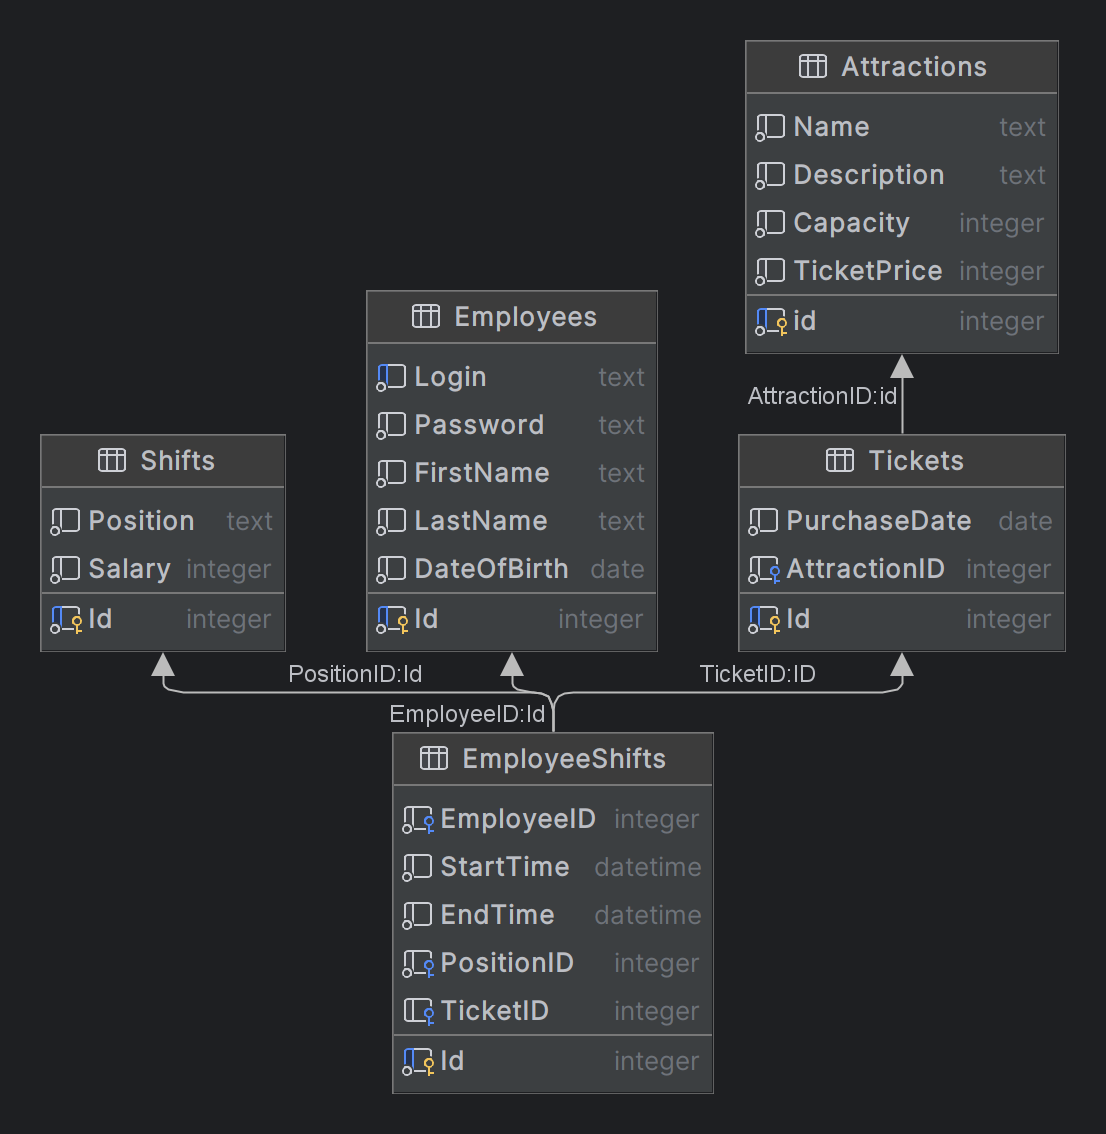 Attractions
Name text
Description text
Capacity integer
TicketPrice integer
id integer
AttractionID:id
Employees
Login text
Password text
FirstName text
LastName text
DateOfBirth date
Id integer
Shifts
Position text
Salary integer
Id integer
Tickets
PurchaseDate date
AttractionID integer
Id integer
PositionID:Id
EmployeeID:Id
TicketID:ID
EmployeeShifts
EmployeeID integer
StartTime datetime
EndTime datetime
PositionID integer
TicketID integer
Id integer